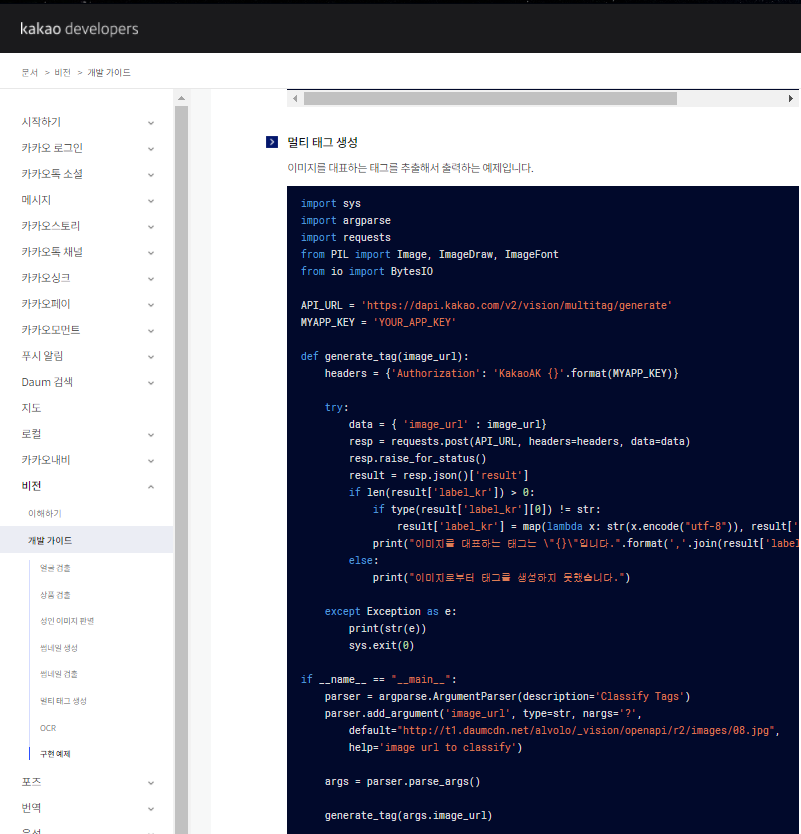 kakao developers
문서 > 비전 > 개발 가이드
시작하기
카카오 로그인
카카오톡 소셜
메시지
카카오스토리
카카오톡 채널
카카오싱크
카카오페이
카카오모먼트
푸시 알림
Daum 검색
지도
로컬
카카오내비
비전
이해하기
개발 가이드
얼굴 검출
상품 검출
성인 이미지 판별
썸네일 생성
썸네일 검출
멀티 태그 생성
OCR
구현 예제
포즈
번역
음성
멀티 태그 생성
이미지를 대표하는 태그를 추출해서 출력하는 예제입니다.
import sys
import argparse
import requests
from PIL import Image, ImageDraw, ImageFont
from io import BytesIO
API_URL = 'https://dapi.kakao.com/v2/vision/multitag/generate'
MYAPP_KEY = 'YOUR_APP_KEY'
def generate_tag(image_url):
    headers = {'Authorization': 'KakaoAK {}'.format(MYAPP_KEY)}
    try:
        data = { 'image_url' : image_url}
        resp = requests.post(API_URL, headers=headers, data=data)
        resp.raise_for_status()
        result = resp.json()['result']
        if len(result['label_kr']) > 0:
            if type(result['label_kr'][0]) != str:
                result['label_kr'] = map(lambda x: str(x.encode("utf-8")), result['
            print("이미지를 대표하는 태그는 \"{}\"입니다.".format(','.join(result['label
        else:
            print("이미지로부터 태그를 생성하지 못했습니다.")
    except Exception as e:
        print(str(e))
        sys.exit(0)
if __name__ == "__main__":
    parser = argparse.ArgumentParser(description='Classify Tags')
    parser.add_argument('image_url', type=str, nargs='?',
        default="http://t1.daumcdn.net/alvolo/_vision/openapi/r2/images/08.jpg",
        help='image url to classify')
    args = parser.parse_args()
    generate_tag(args.image_url)